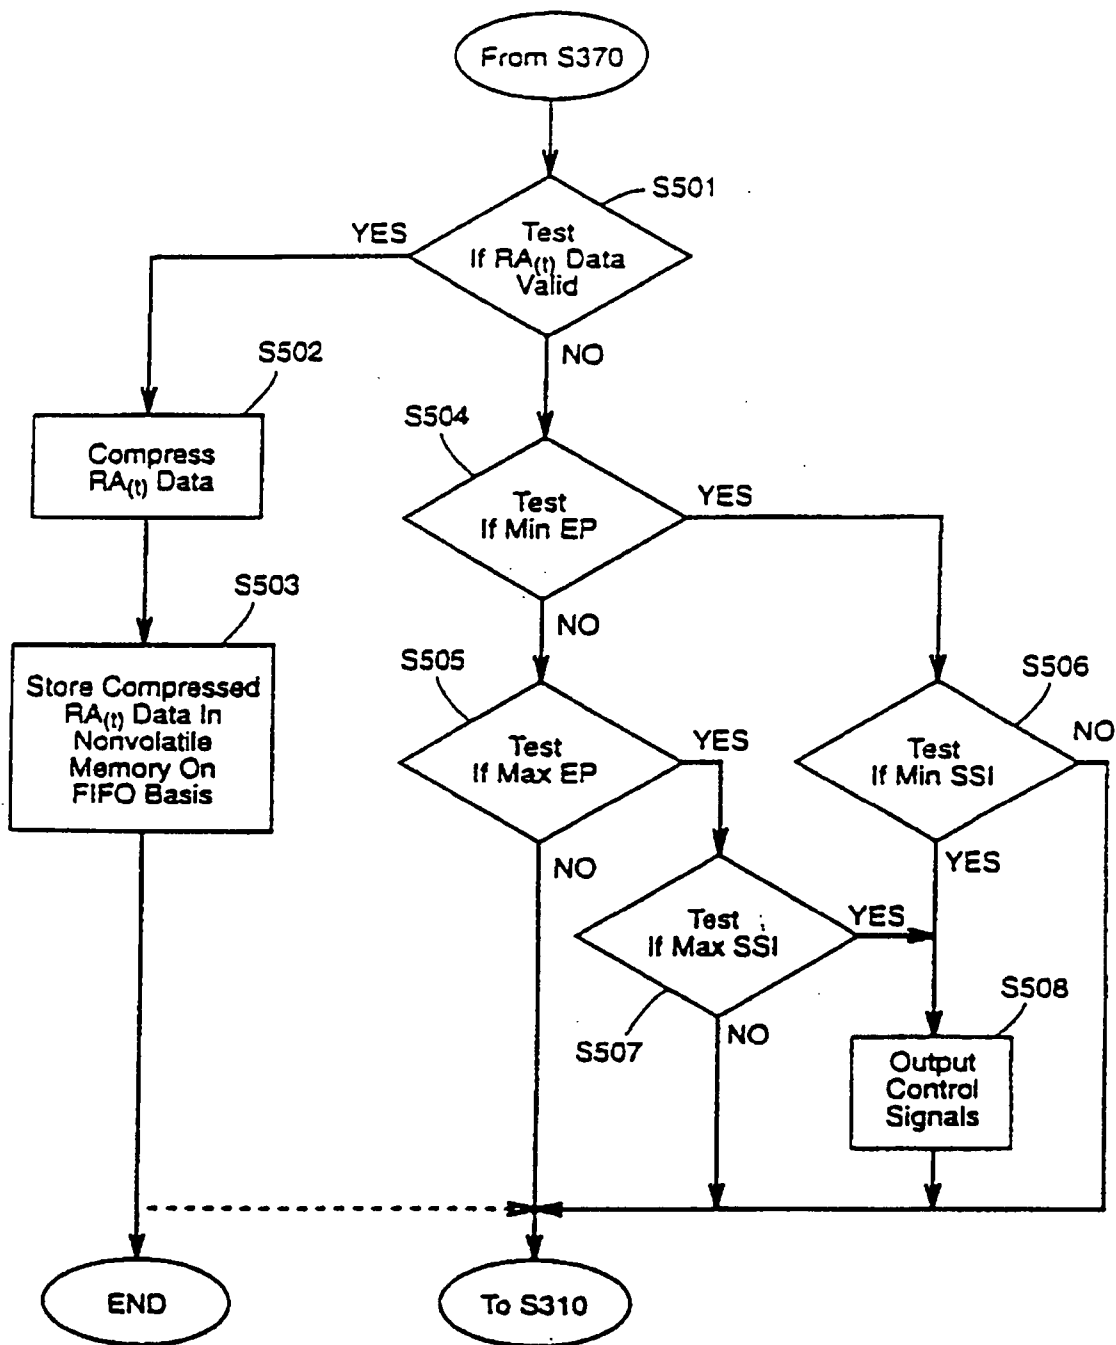 From S370
S501
Test
If RA(t) Data
Valid
YES
NO
S502
Compress
RA(t) Data
S504
Test
If Min EP
YES
NO
S503
Store Compressed
RA(t) Data In
Nonvolatile
Memory On
FIFO Basis
S505
Test
If Max EP
YES
NO
S506
Test
If Min SSI
NO
YES
Test
If Max SSI
YES
S507
NO
S508
Output
Control
Signals
END
To S310